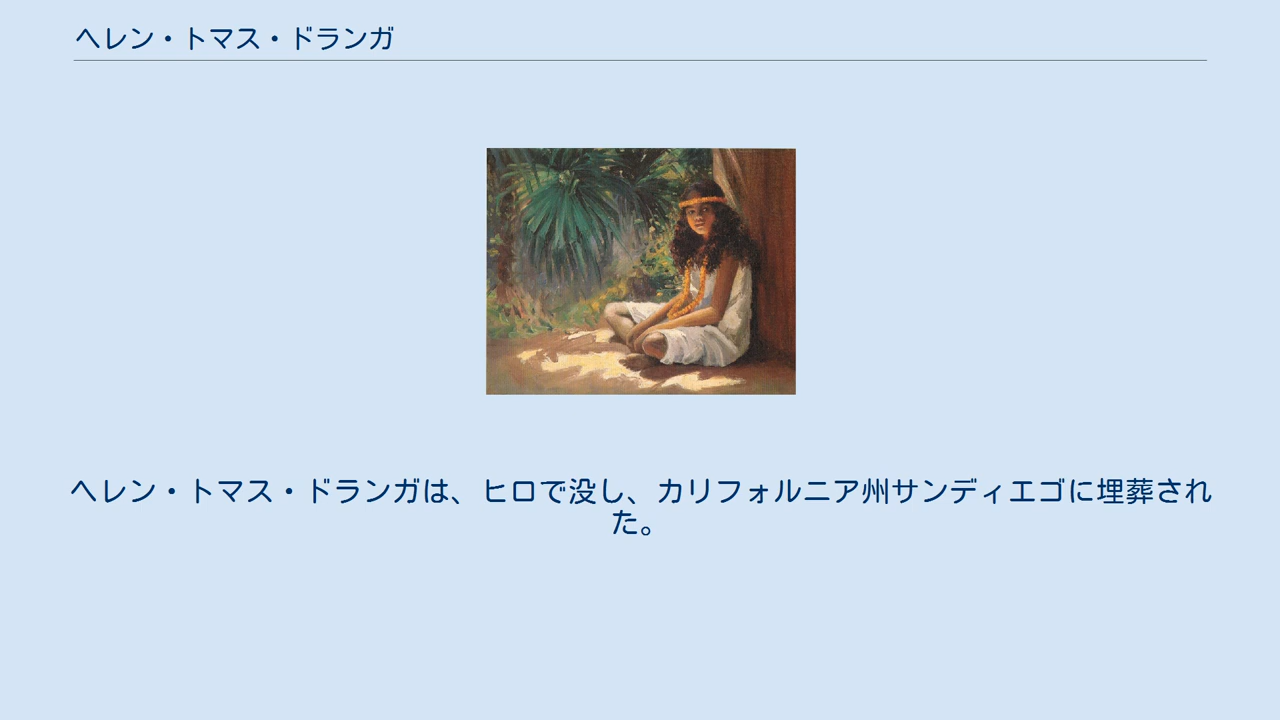 ヘレン・トマス・ドランガ
ヘレン・トマス・ドランガは、ヒロで没し、カリフォルニア州サンディエゴに埋葬され
た。